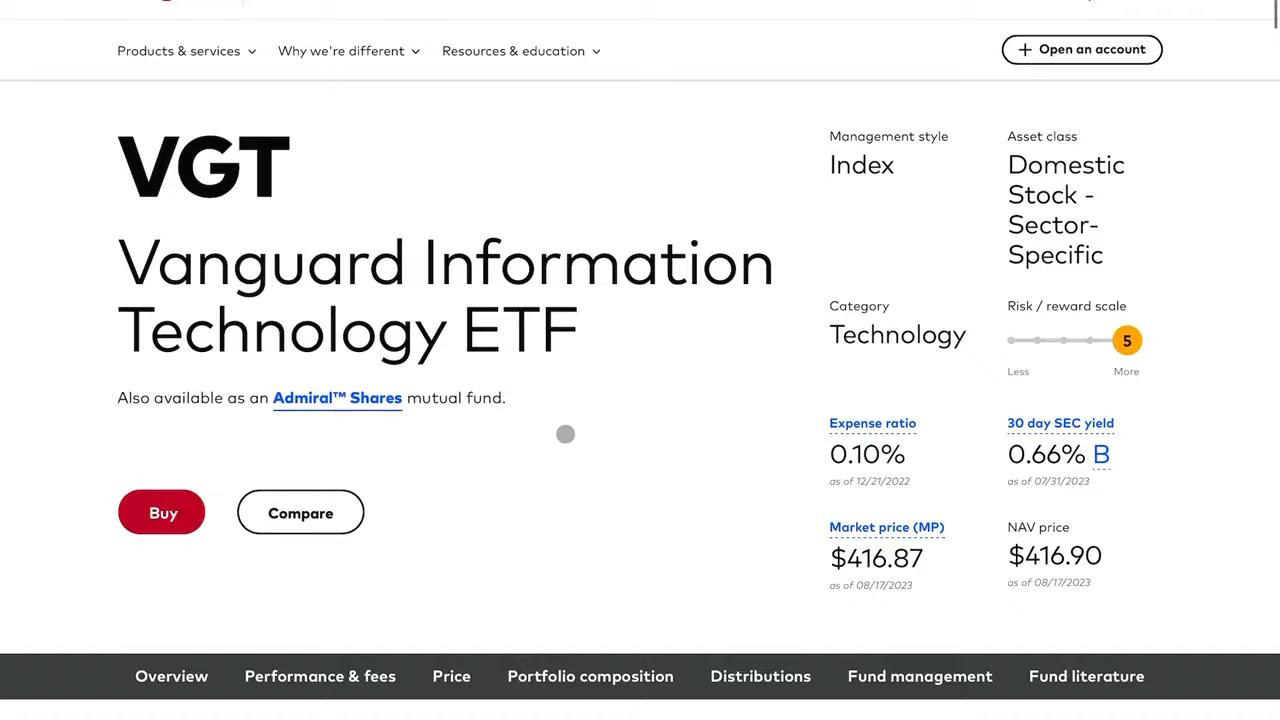 Products & services Why we're different Resources & education + Open an account
VGT
Vanguard Information
Technology ETF
Also available as an Admiral™ Shares mutual fund.
Buy Compare
Management style
Index
Asset class
Domestic
Stock -
Sector-
Specific
Category
Technology
Risk / reward scale
5
Less More
Expense ratio
0.10%
as of 12/21/2022
30 day SEC yield
0.66% B
as of 07/31/2023
Market price (MP)
$416.87
as of 08/17/2023
NAV price
$416.90
as of 08/17/2023
Overview Performance & fees Price Portfolio composition Distributions Fund management Fund literature